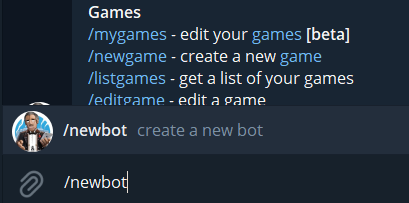 Games
/mygames - edit your games [beta]
/newgame - create a new game
/listgames - get a list of your games
/editgame - edit a game
/newbot create a new bot
/newbot